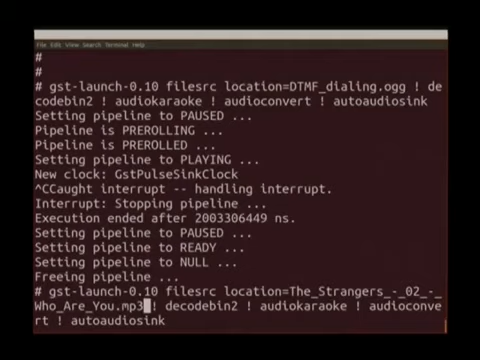 File Edit View Search Terminal Help
#
#
# gst-launch-0.10 filesrc location=DTMF_dialing.ogg ! de
codebin2 ! audiokaraoke ! audioconvert ! autoaudiosink
Setting pipeline to PAUSED ...
Pipeline is PREROLLING ...
Pipeline is PREROLLED ...
Setting pipeline to PLAYING ...
New clock: GstPulseSinkClock
^CCaught interrupt -- handling interrupt.
Interrupt: Stopping pipeline ...
Execution ended after 2003306449 ns.
Setting pipeline to PAUSED ...
Setting pipeline to READY ...
Setting pipeline to NULL ...
Freeing pipeline ...
# gst-launch-0.10 filesrc location=The_Strangers_-_02_-_
Who_Are_You.mp3 ! decodebin2 ! audiokaraoke ! audioconve
rt ! autoaudiosink